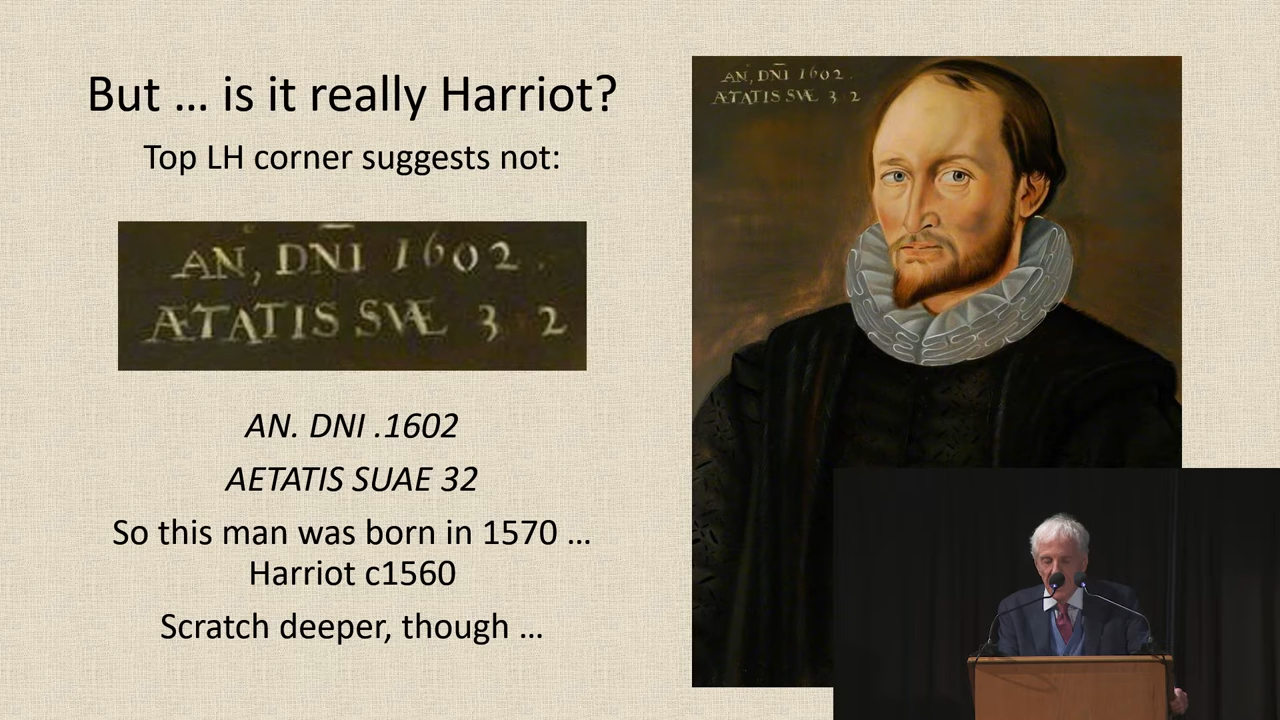 But … is it really Harriot?
Top LH corner suggests not:
AN, DNI 1602.
ÆTATIS SVÆ 3 2
AN. DNI .1602
AETATIS SUAE 32
So this man was born in 1570 …
Harriot c1560
Scratch deeper, though …
AN, DNI 1602.
ÆTATIS SVÆ 3 2